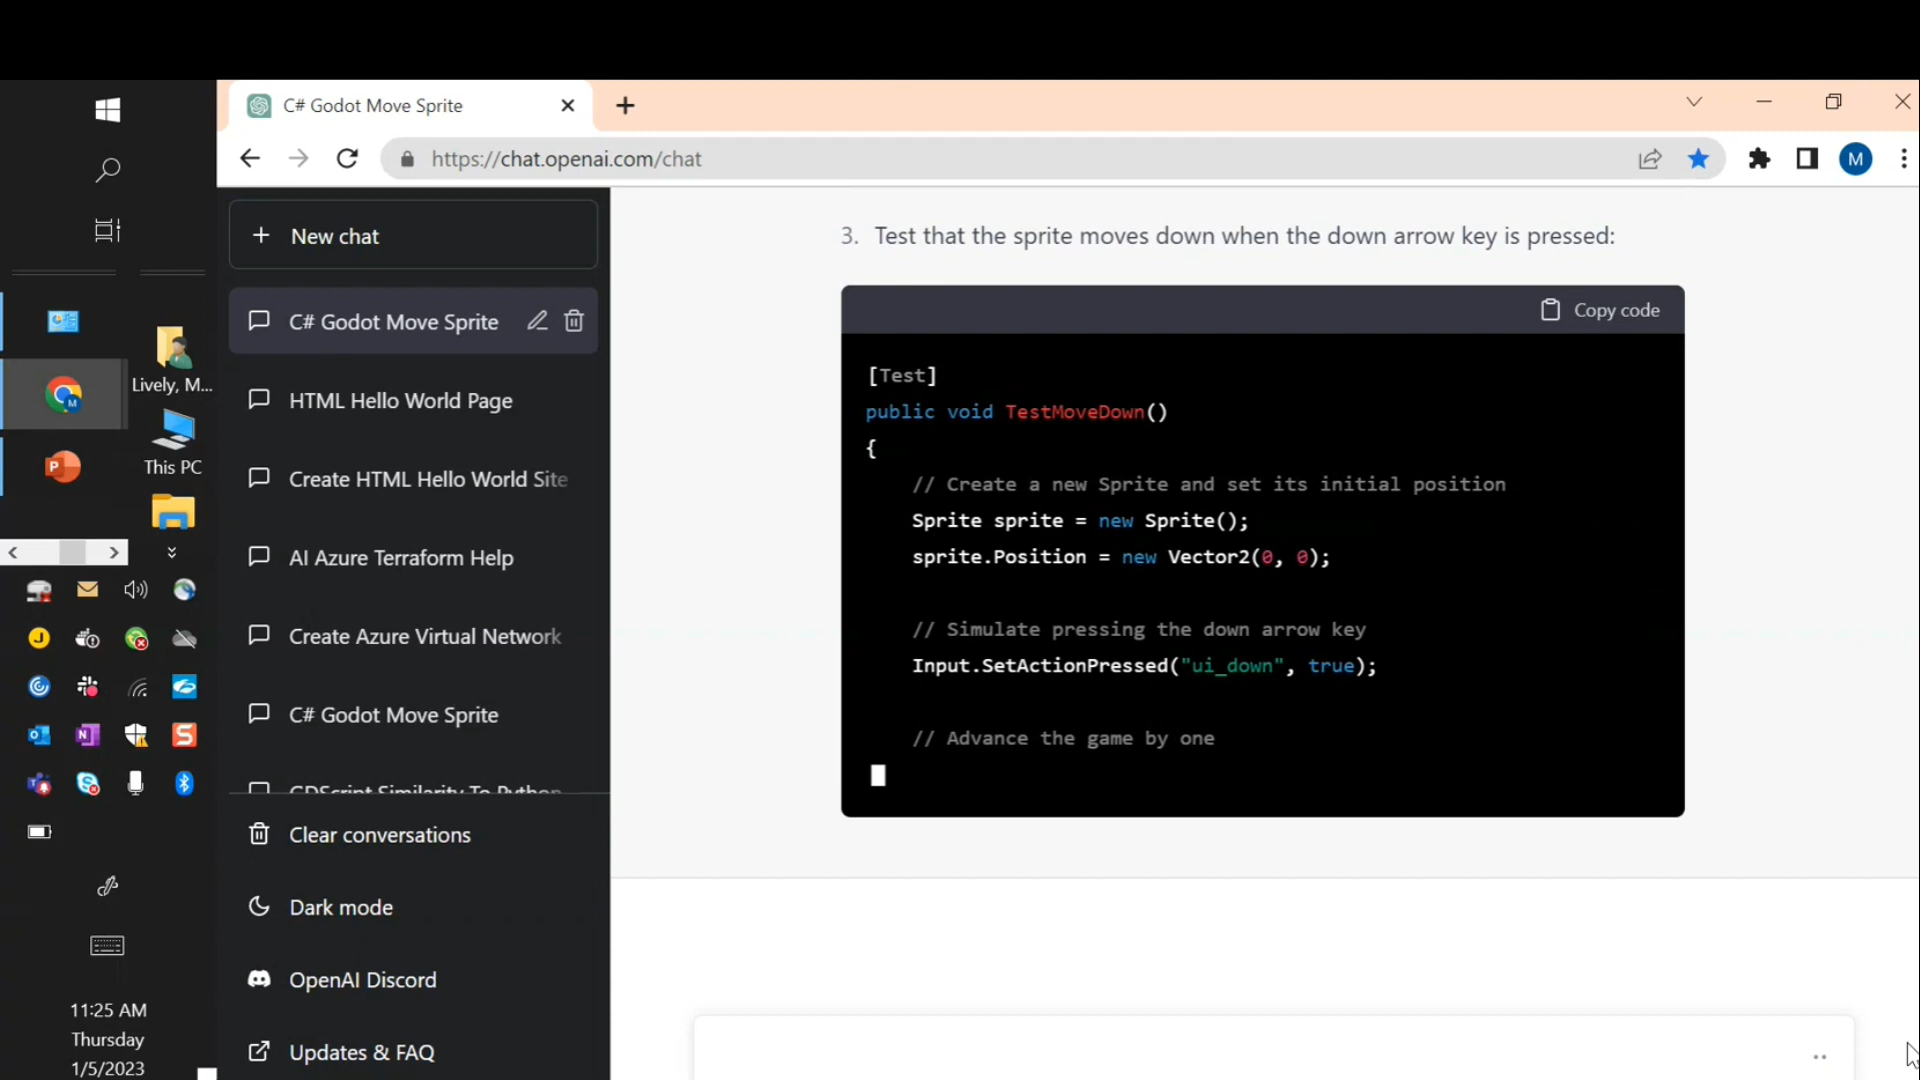 C# Godot Move Sprite
https://chat.openai.com/chat
M
New chat
C# Godot Move Sprite
HTML Hello World Page
Create HTML Hello World Site
AI Azure Terraform Help
Create Azure Virtual Network
C# Godot Move Sprite
GDScript Similarity To Python
Clear conversations
Dark mode
OpenAI Discord
Updates & FAQ
Lively, M...
This PC
11:25 AM
Thursday
1/5/2023
3. Test that the sprite moves down when the down arrow key is pressed:
Copy code
[Test]
public void TestMoveDown()
{
// Create a new Sprite and set its initial position
Sprite sprite = new Sprite();
sprite.Position = new Vector2(0, 0);
// Simulate pressing the down arrow key
Input.SetActionPressed("ui_down", true);
// Advance the game by one